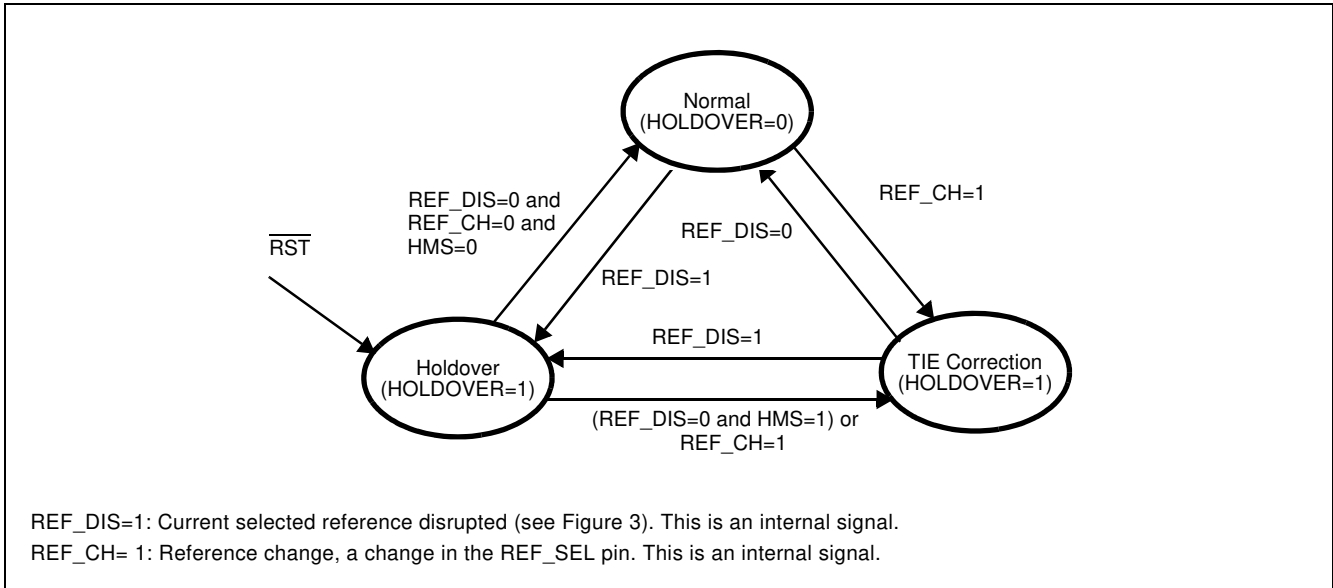 Normal
(HOLDOVER=0)
REF_DIS=0 and
REF_CH=0 and
HMS=0
REF_CH=1
REF_DIS=0
RST
REF_DIS=1
REF_DIS=1
Holdover
(HOLDOVER=1)
TIE Correction
(HOLDOVER=1)
(REF_DIS=0 and HMS=1) or
REF_CH=1
REF_DIS=1: Current selected reference disrupted (see Figure 3). This is an internal signal.
REF_CH= 1: Reference change, a change in the REF_SEL pin. This is an internal signal.